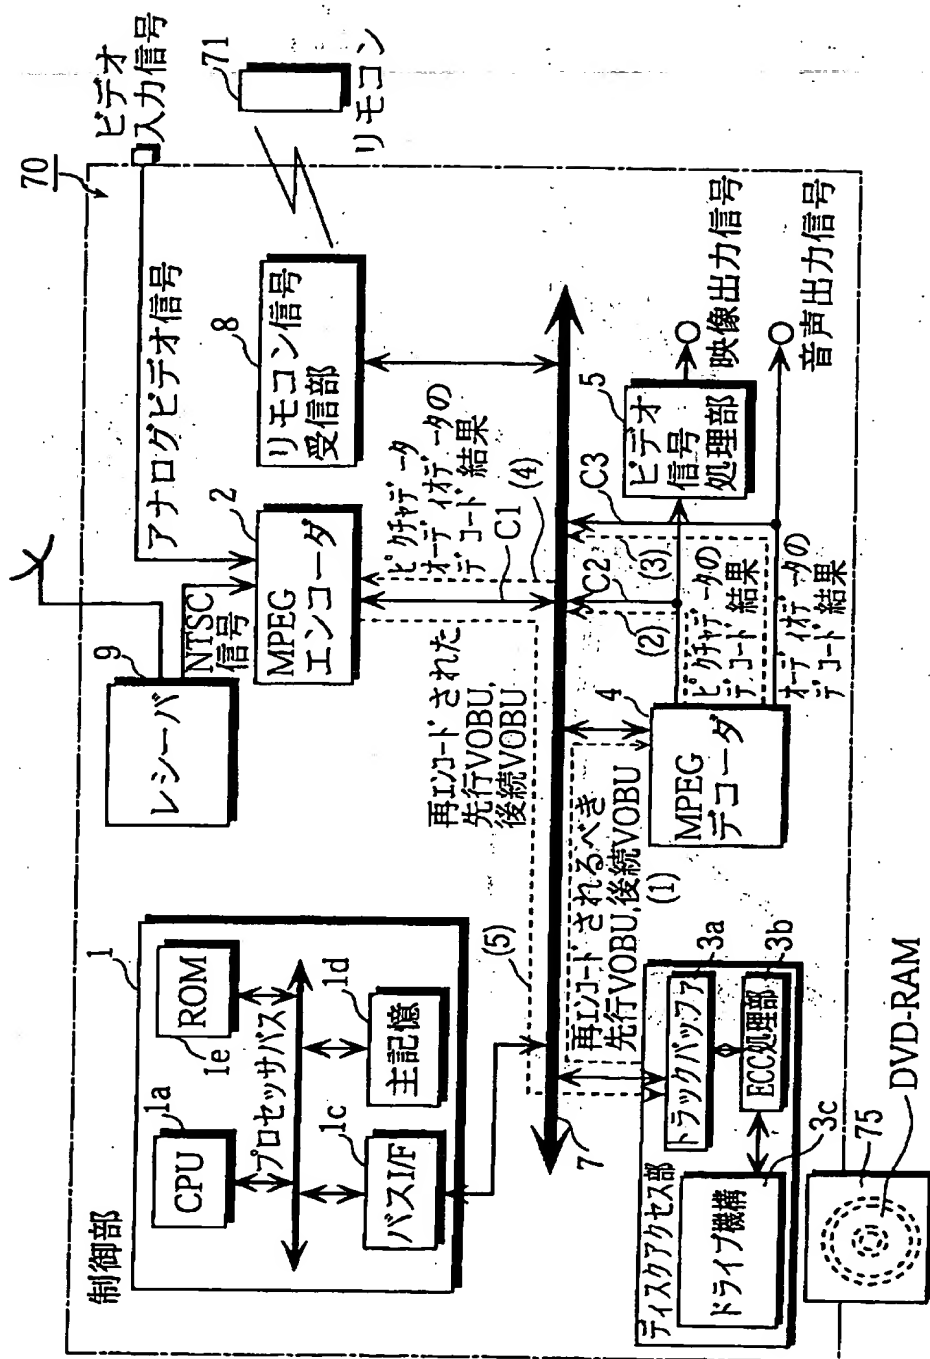 70
ビデオ
入力信号
71
リモコン
アナログビデオ信号
8
リモコン信号
受信部
9
レシーバ
NTSC
信号
2
MPEG
エンコーダ
ピクチャデータ
オーディオデータの
デコード結果
(4)
C1
再エンコードされた
先行VOBU,
後続VOBU
制御部
1
CPU
1a
ROM
1e
プロセッサバス
1c
バスI/F
1d
主記憶
(5)
7
再エンコードされるべき
先行VOBU,後続VOBU
(1)
4
MPEG
デコーダ
C2
(2)
C3
(3)
ピクチャデータの
デコード結果
オーディオデータの
デコード結果
5
ビデオ
信号
処理部
映像出力信号
音声出力信号
ディスクアクセス部
3a
トラックバッファ
3b
ECC処理部
3c
ドライブ機構
75
DVD-RAM